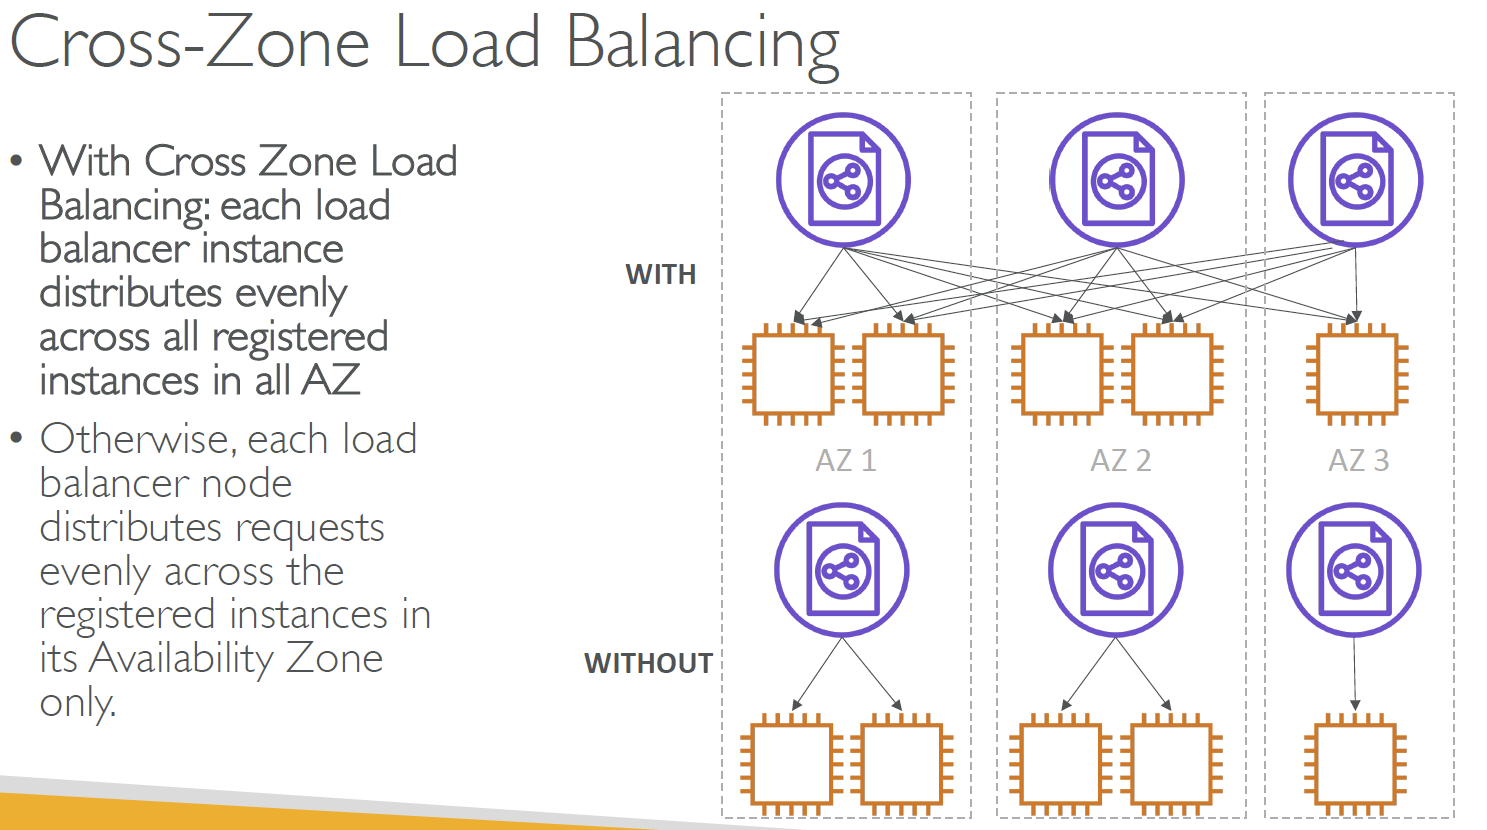 Cross-Zone Load Balancing
• With Cross Zone Load
Balancing: each load
balancer instance
distributes evenly
across all registered
instances in all AZ
• Otherwise, each load
balancer node
distributes requests
evenly across the
registered instances in
its Availability Zone
only.
WITH
AZ 1
AZ 2
AZ 3
WITHOUT